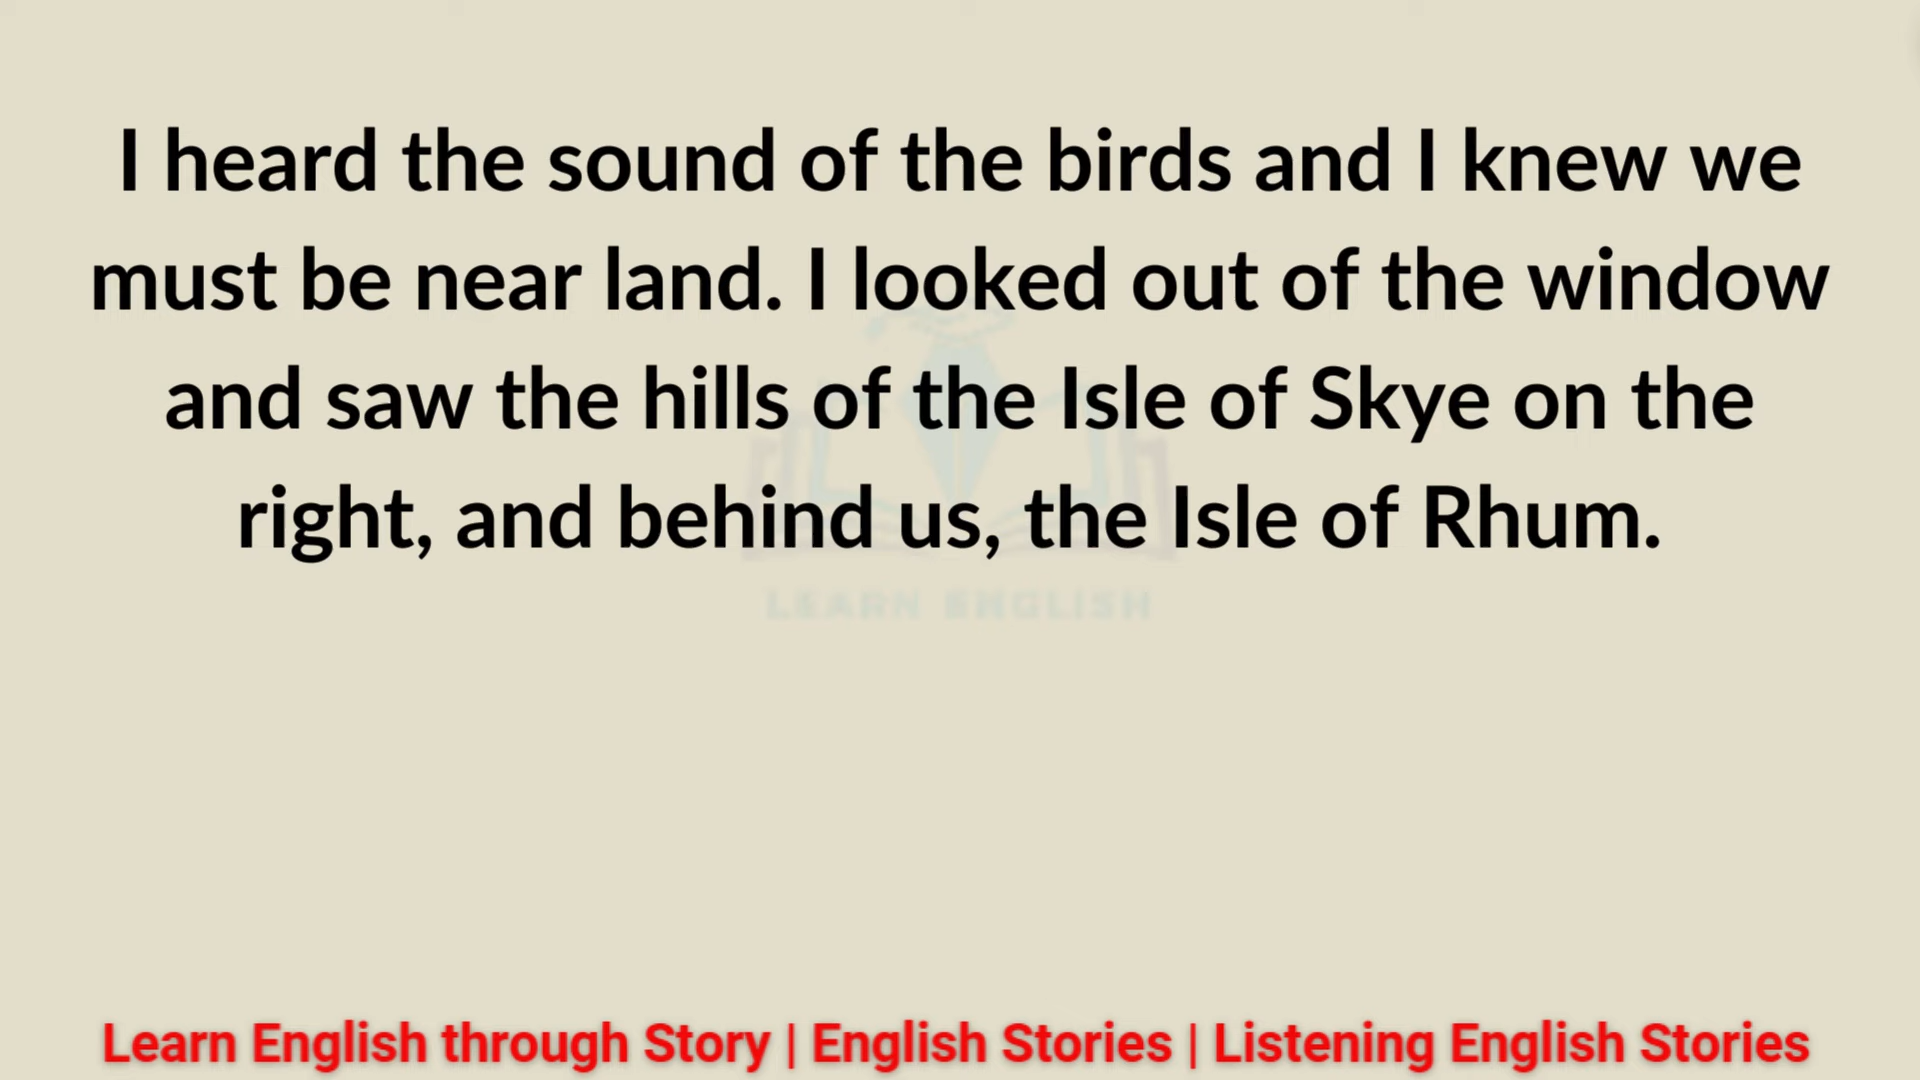 I heard the sound of the birds and I knew we
must be near land. I looked out of the window
and saw the hills of the Isle of Skye on the
right, and behind us, the Isle of Rhum.
LEARN ENGLISH
Learn English through Story | English Stories | Listening English Stories